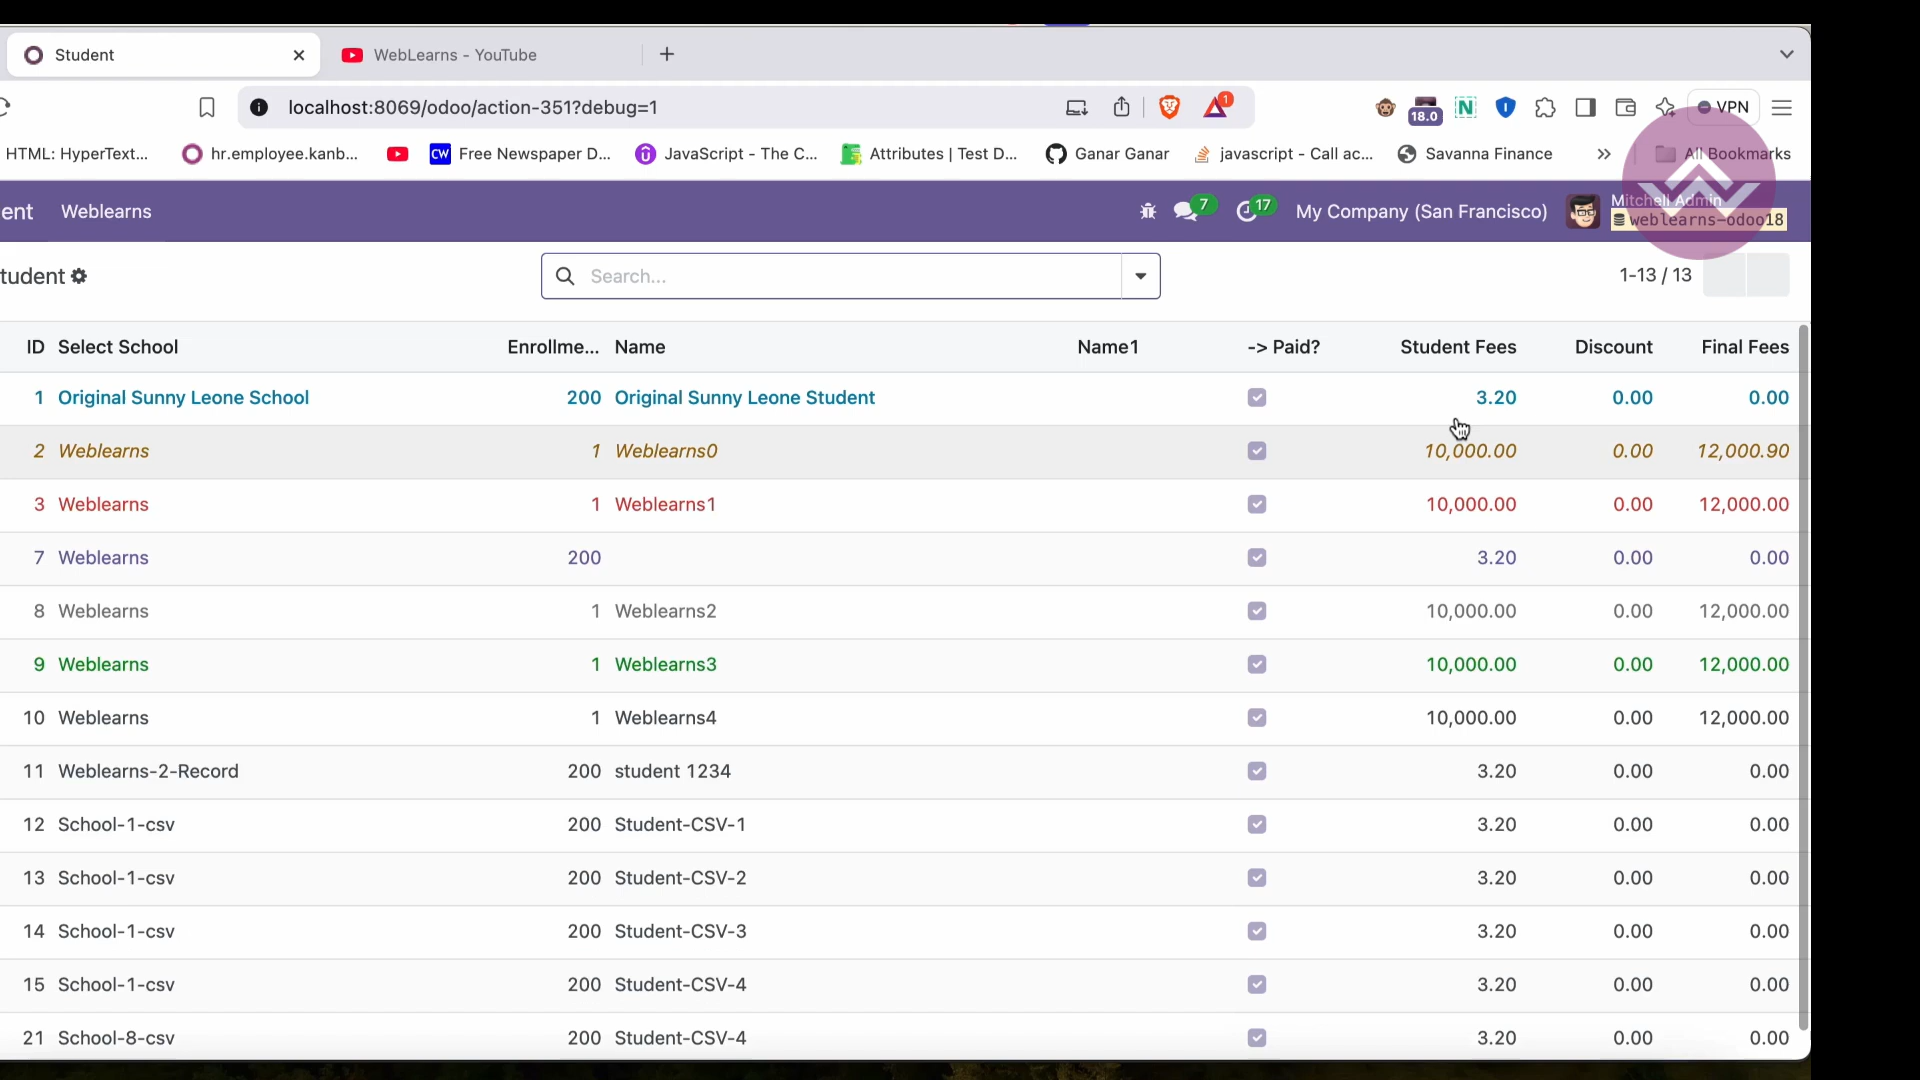 Student
WebLearns - YouTube
localhost:8069/odoo/action-351?debug=1
1
18.0
VPN
HTML: HyperText...
hr.employee.kanb...
CW Free Newspaper D...
JavaScript - The C...
Attributes | Test D...
Ganar Ganar
javascript - Call ac...
Savanna Finance
All Bookmarks
ent Weblearns
7 17 My Company (San Francisco)
Mitchell Admin
weblearns-odoo18
tudent
Search...
1-13 / 13
ID Select School Enrollme... Name Name1 -> Paid? Student Fees Discount Final Fees
1 Original Sunny Leone School 200 Original Sunny Leone Student 3.20 0.00 0.00
2 Weblearns 1 Weblearns0 10,000.00 0.00 12,000.90
3 Weblearns 1 Weblearns1 10,000.00 0.00 12,000.00
7 Weblearns 200 3.20 0.00 0.00
8 Weblearns 1 Weblearns2 10,000.00 0.00 12,000.00
9 Weblearns 1 Weblearns3 10,000.00 0.00 12,000.00
10 Weblearns 1 Weblearns4 10,000.00 0.00 12,000.00
11 Weblearns-2-Record 200 student 1234 3.20 0.00 0.00
12 School-1-csv 200 Student-CSV-1 3.20 0.00 0.00
13 School-1-csv 200 Student-CSV-2 3.20 0.00 0.00
14 School-1-csv 200 Student-CSV-3 3.20 0.00 0.00
15 School-1-csv 200 Student-CSV-4 3.20 0.00 0.00
21 School-8-csv 200 Student-CSV-4 3.20 0.00 0.00